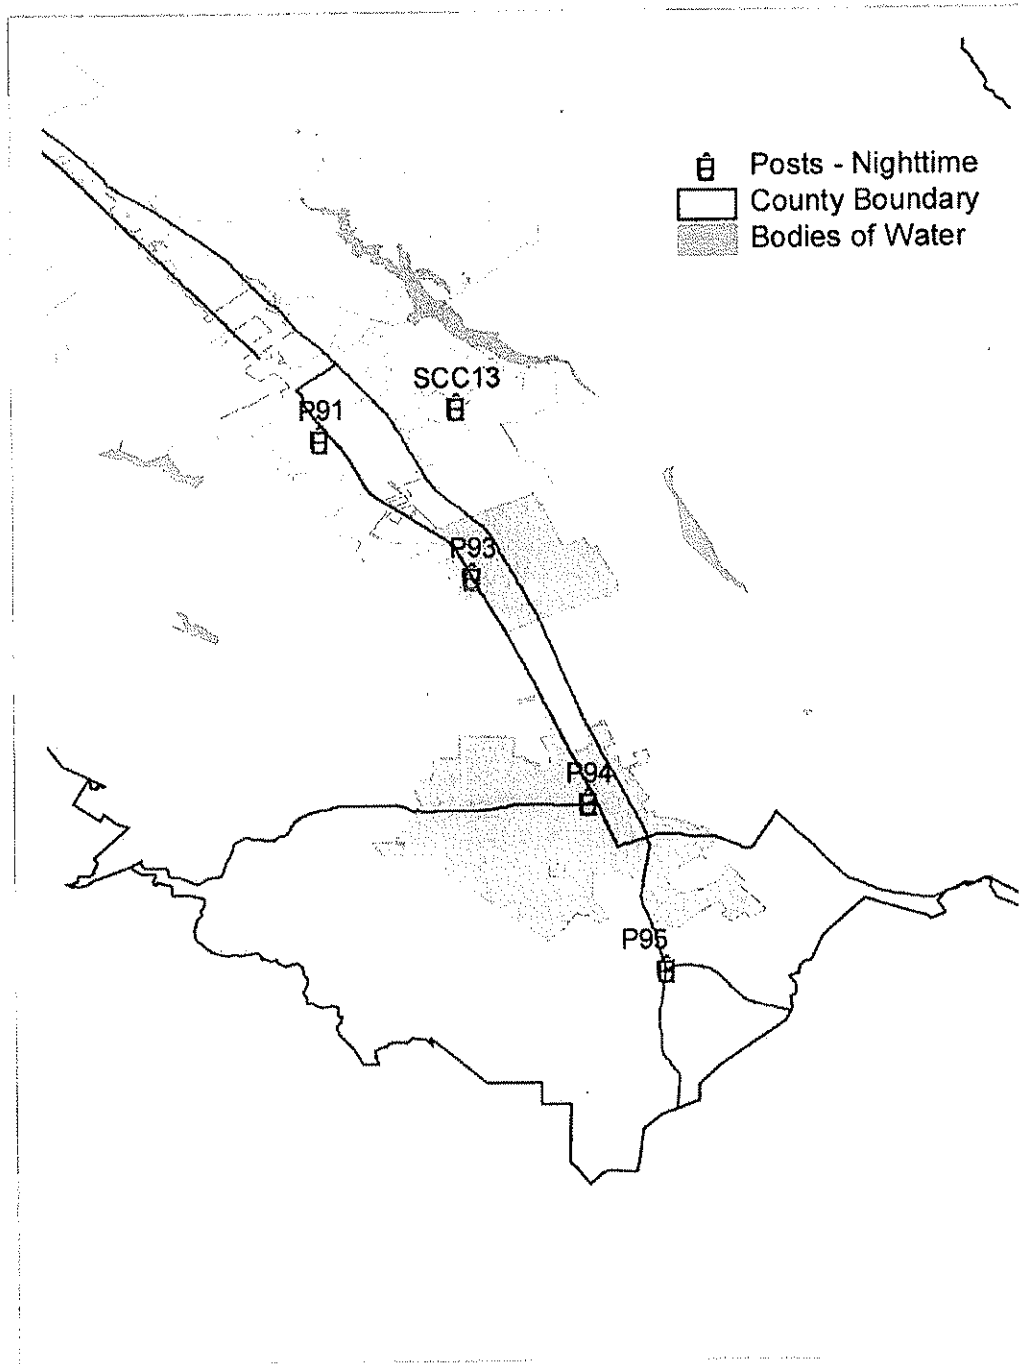 Posts - Nighttime
County Boundary
Bodies of Water
SCC13
P91
P93
P94
P95